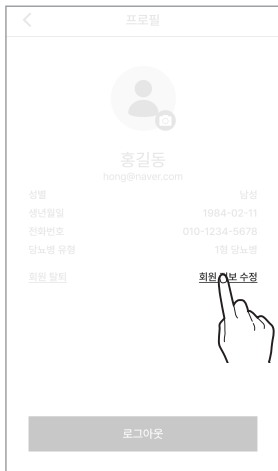 프로필
홍길동
hong@naver.com
성별 남성
생년월일 1984-02-11
전화번호 010-1234-5678
당뇨병 유형 1형 당뇨병
회원 탈퇴 회원 보 수정
로그아웃